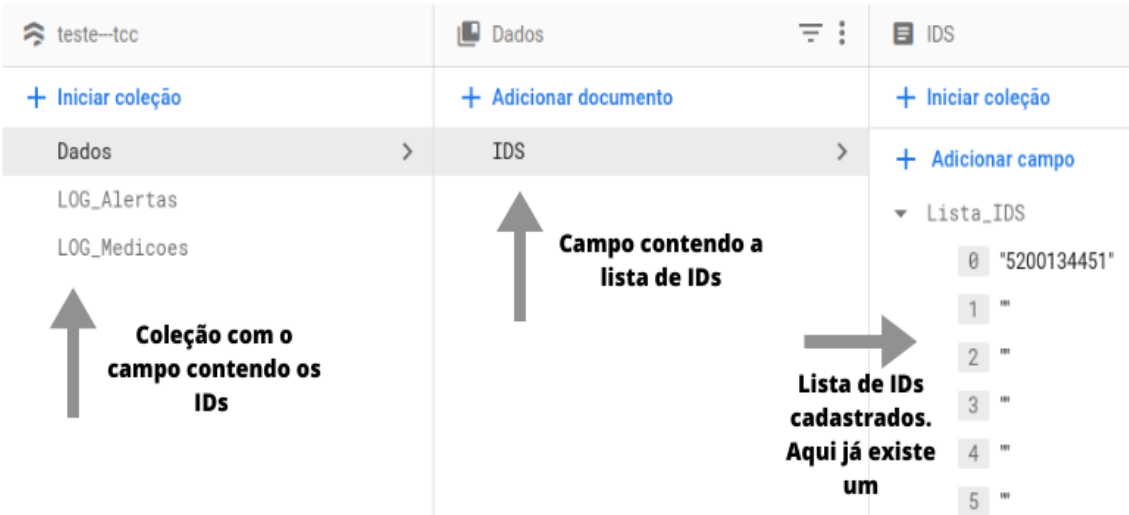 teste--tcc
Dados
IDS
+ Iniciar coleção
+ Adicionar documento
+ Iniciar coleção
Dados
IDS
+ Adicionar campo
LOG_Alertas
LOG_Medicoes
Lista_IDS
0 "5200134451"
1 ""
2 ""
3 ""
4 ""
5 ""
Coleção com o
campo contendo os
IDs
Campo contendo a
lista de IDs
Lista de IDs
cadastrados.
Aqui já existe
um